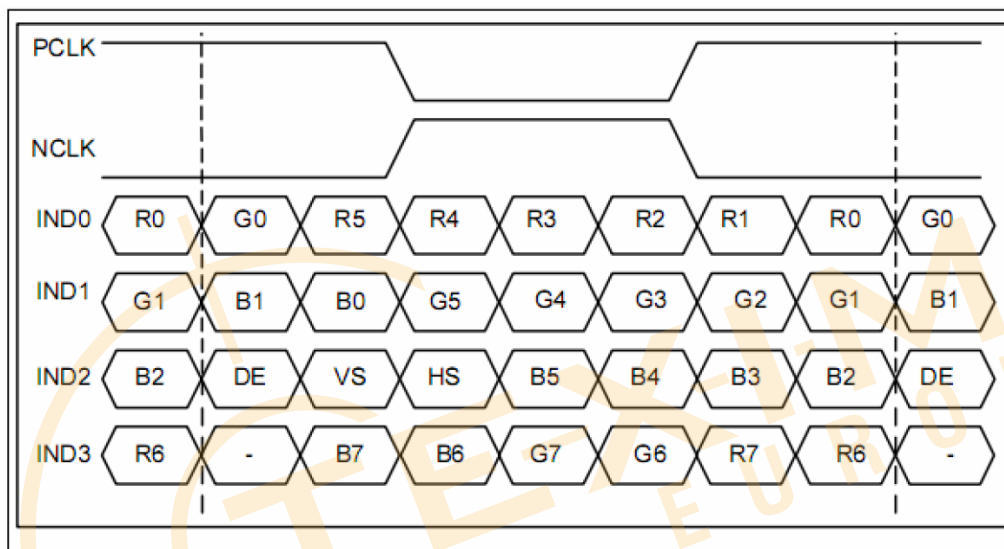 PCLK
NCLK
IND0 R0 G0 R5 R4 R3 R2 R1 R0 G0
IND1 G1 B1 B0 G5 G4 G3 G2 G1 B1
IND2 B2 DE VS HS B5 B4 B3 B2 DE
IND3 R6 - B7 B6 G7 G6 R7 R6 -
TEXIM
EURO